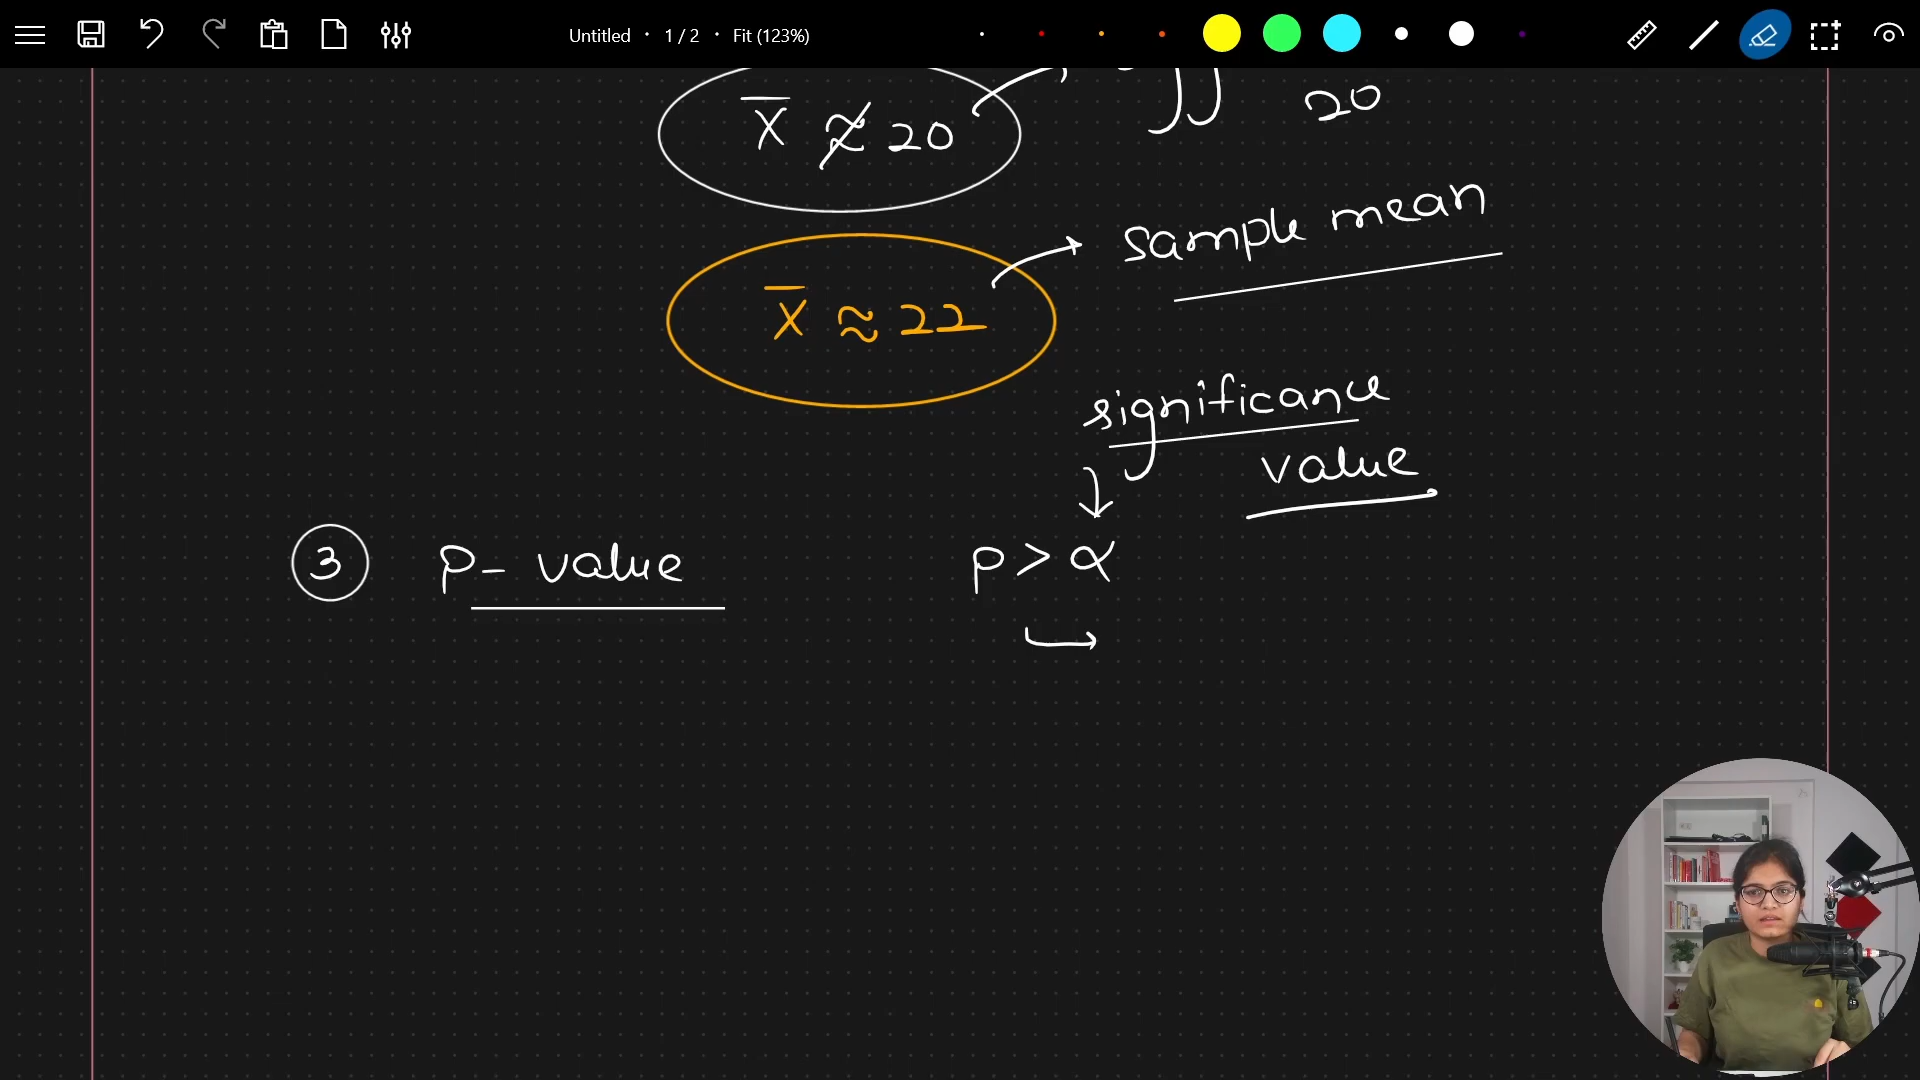 Untitled • 1 / 2 • Fit (123%)
X̄ ≉ 20
20
sample mean
X̄ ≈ 22
significance
value
3 P- value
p > α